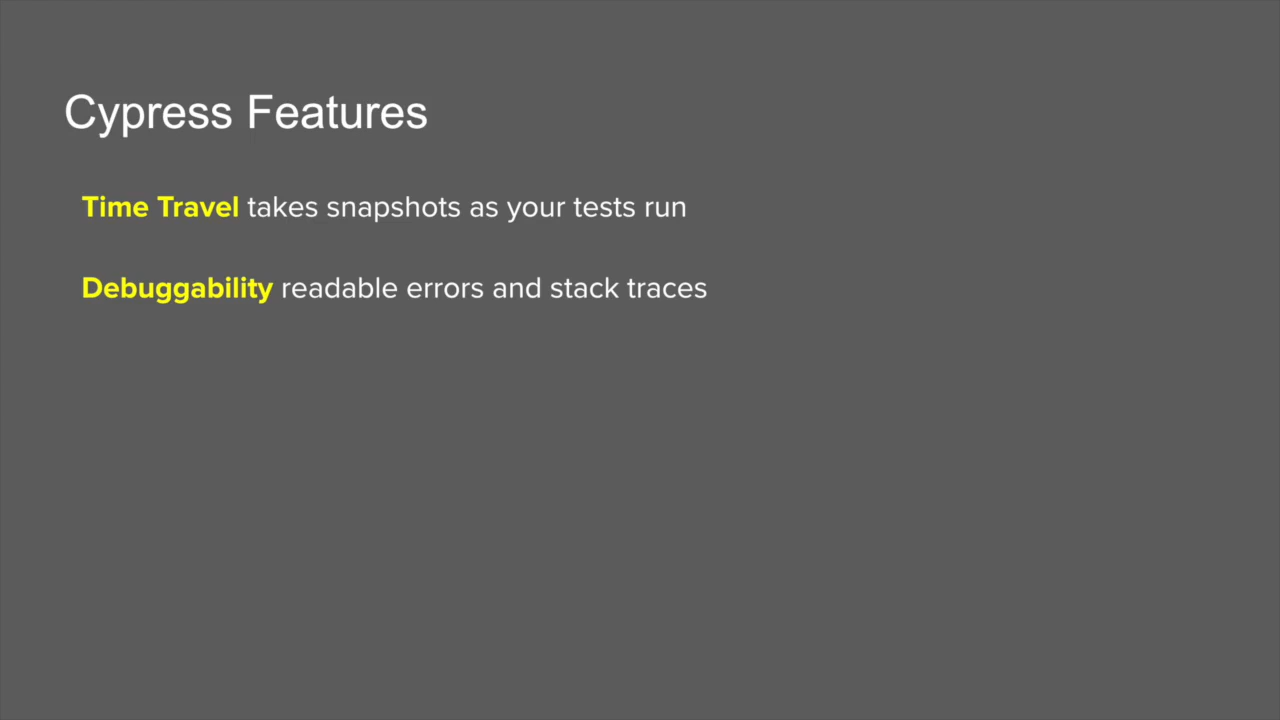 Cypress Features
Time Travel takes snapshots as your tests run
Debuggability readable errors and stack traces